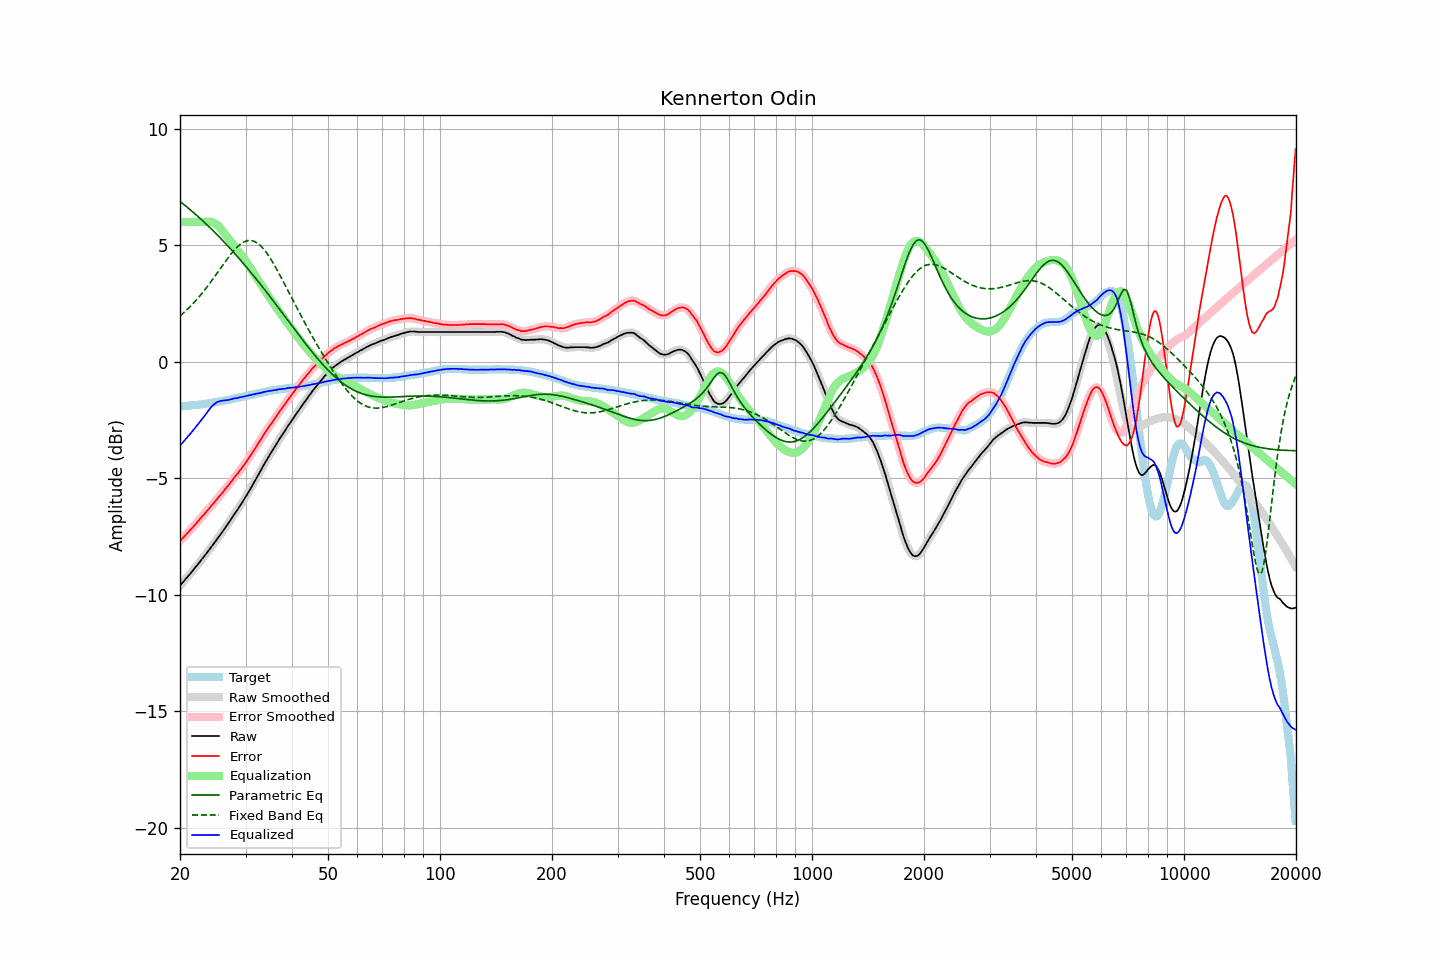 Kennerton Odin
10
5
0
−5
−10
−15
−20
Amplitude (dBr)
Target
Raw Smoothed
Error Smoothed
Raw
Error
Equalization
Parametric Eq
Fixed Band Eq
Equalized
20 50 100 200 500 1000 2000 5000 10000 20000
Frequency (Hz)